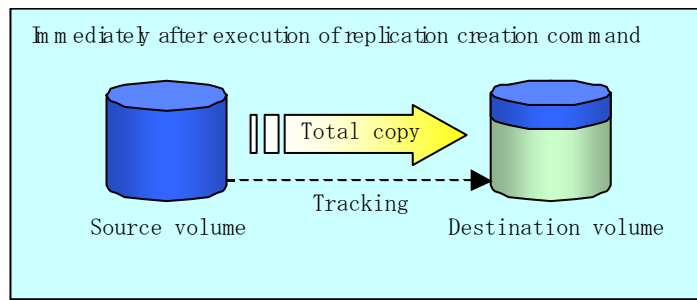 Immediately after execution of replication creation command
Total copy
Tracking
Source volume
Destination volume